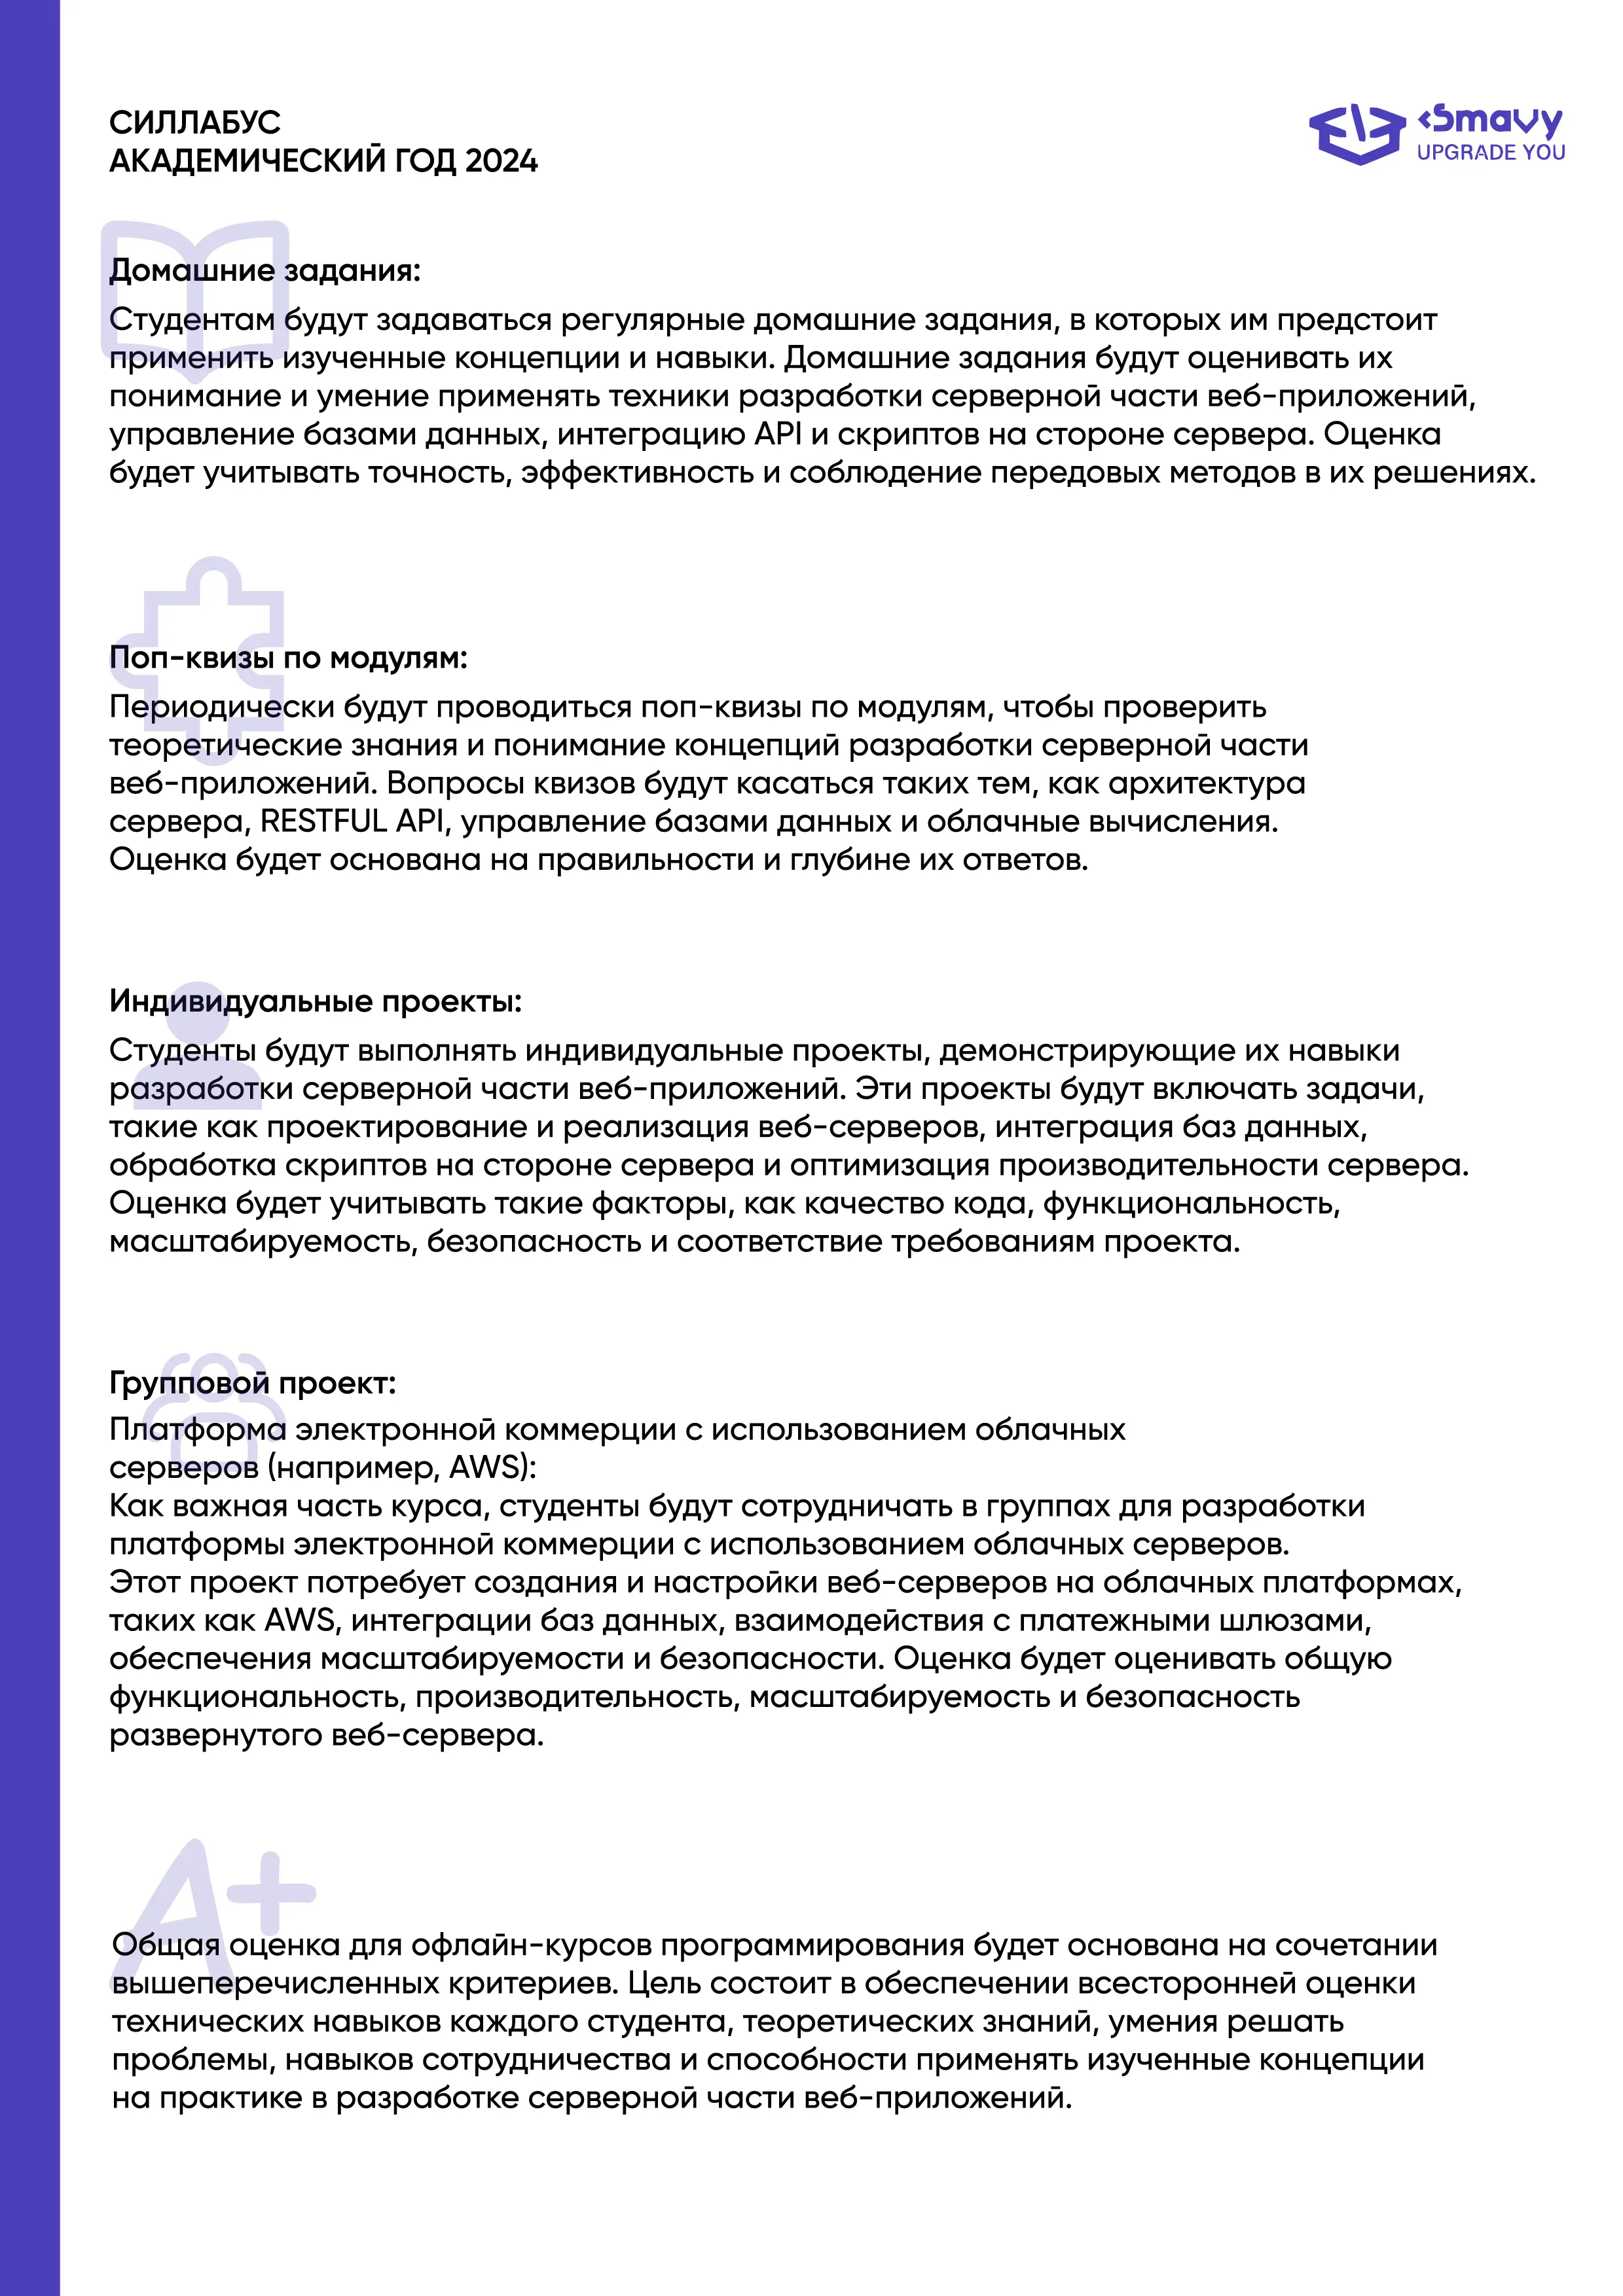 СИЛЛАБУС
АКАДЕМИЧЕСКИЙ ГОД 2024
Smavy
UPGRADE YOU
Домашние задания:
Студентам будут задаваться регулярные домашние задания, в которых им предстоит
применить изученные концепции и навыки. Домашние задания будут оценивать их
понимание и умение применять техники разработки серверной части веб-приложений,
управление базами данных, интеграцию API и скриптов на стороне сервера. Оценка
будет учитывать точность, эффективность и соблюдение передовых методов в их решениях.
Поп-квизы по модулям:
Периодически будут проводиться поп-квизы по модулям, чтобы проверить
теоретические знания и понимание концепций разработки серверной части
веб-приложений. Вопросы квизов будут касаться таких тем, как архитектура
сервера, RESTFUL API, управление базами данных и облачные вычисления.
Оценка будет основана на правильности и глубине их ответов.
Индивидуальные проекты:
Студенты будут выполнять индивидуальные проекты, демонстрирующие их навыки
разработки серверной части веб-приложений. Эти проекты будут включать задачи,
такие как проектирование и реализация веб-серверов, интеграция баз данных,
обработка скриптов на стороне сервера и оптимизация производительности сервера.
Оценка будет учитывать такие факторы, как качество кода, функциональность,
масштабируемость, безопасность и соответствие требованиям проекта.
Групповой проект:
Платформа электронной коммерции с использованием облачных
серверов (например, AWS):
Как важная часть курса, студенты будут сотрудничать в группах для разработки
платформы электронной коммерции с использованием облачных серверов.
Этот проект потребует создания и настройки веб-серверов на облачных платформах,
таких как AWS, интеграции баз данных, взаимодействия с платежными шлюзами,
обеспечения масштабируемости и безопасности. Оценка будет оценивать общую
функциональность, производительность, масштабируемость и безопасность
развернутого веб-сервера.
A+
Общая оценка для офлайн-курсов программирования будет основана на сочетании
вышеперечисленных критериев. Цель состоит в обеспечении всесторонней оценки
технических навыков каждого студента, теоретических знаний, умения решать
проблемы, навыков сотрудничества и способности применять изученные концепции
на практике в разработке серверной части веб-приложений.